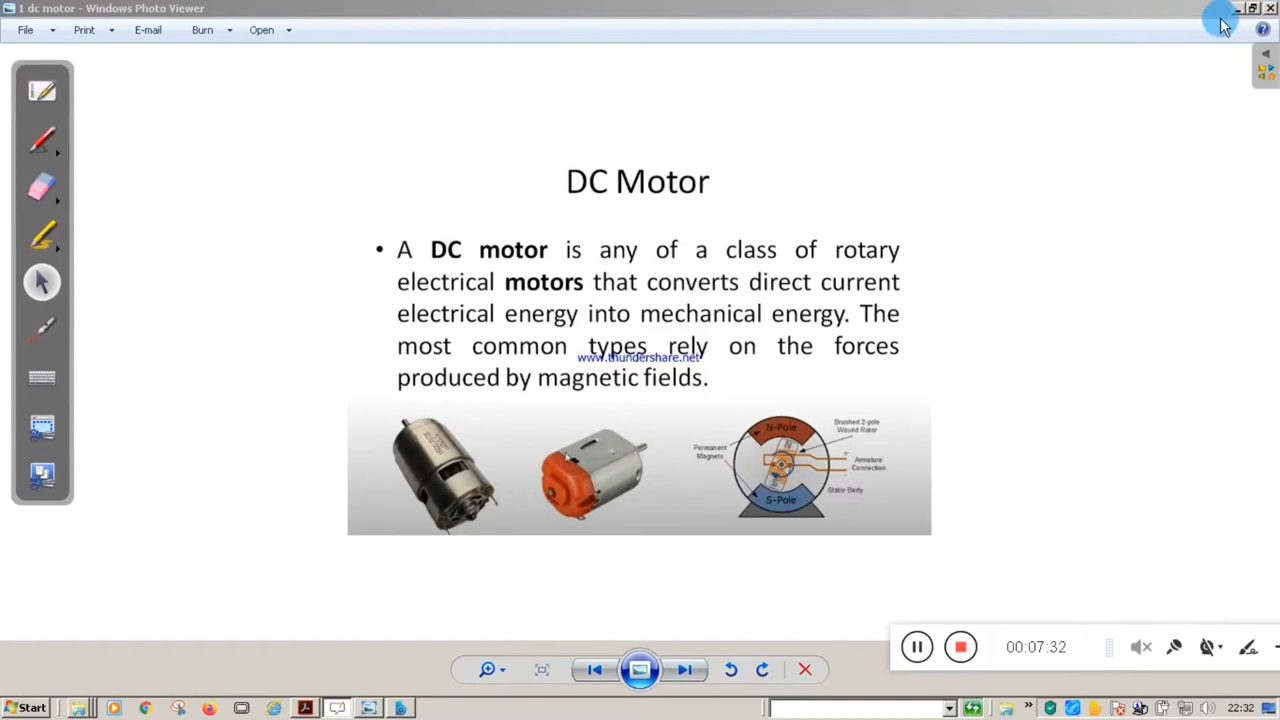 1 dc motor - Windows Photo Viewer
File Print E-mail Burn Open
DC Motor
• A DC motor is any of a class of rotary
electrical motors that converts direct current
electrical energy into mechanical energy. The
most common types rely on the forces
www.thundershare.net
produced by magnetic fields.
N-Pole
Brushed 2-pole
Wound Rotor
Permanent
Magnets
N
+
Armature
Connection
-
S-Pole
Stator Body
00:07:32
Start
22:32